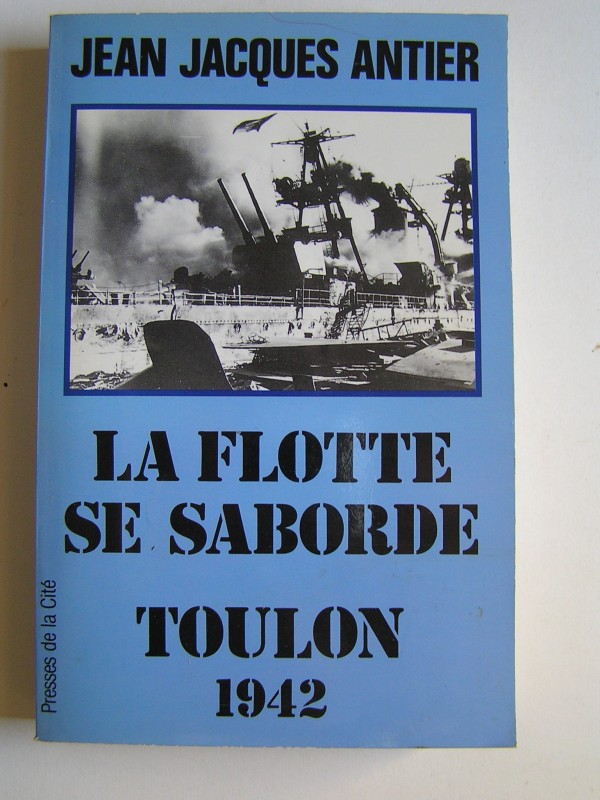 JEAN JACQUES ANTIER
LA FLOTTE
SE SABORDE
TOULON
1942
Presses de la Cité